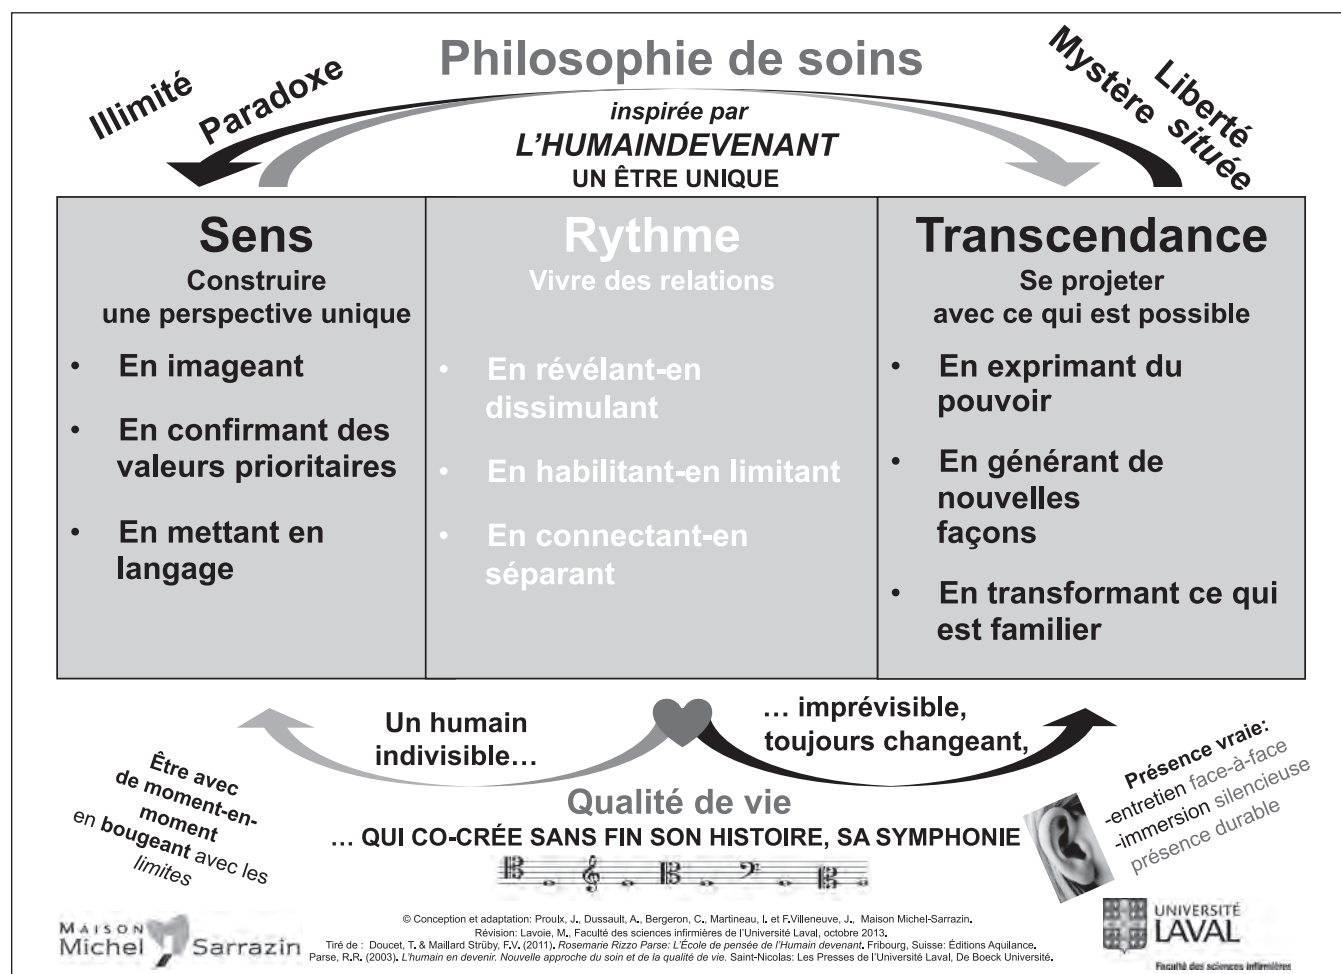 Philosophie de soins
Illimité
Paradoxe
Mystère
Liberté
située
inspirée par
L'HUMAINDEVENANT
UN ÊTRE UNIQUE
Sens
Construire
une perspective unique
• En imageant
• En confirmant des
valeurs prioritaires
• En mettant en
langage
Rythme
Vivre des relations
• En révélant-en
dissimulant
• En habilitant-en limitant
• En connectant-en
séparant
Transcendance
Se projeter
avec ce qui est possible
• En exprimant du
pouvoir
• En générant de
nouvelles
façons
• En transformant ce qui
est familier
Un humain
indivisible…
… imprévisible,
toujours changeant,
Être avec
de moment-en-
moment
en bougeant avec les
limites
Qualité de vie
… QUI CO-CRÉE SANS FIN SON HISTOIRE, SA SYMPHONIE
Présence vraie:
-entretien face-à-face
-immersion silencieuse
présence durable
MAISON
Michel Sarrazin
© Conception et adaptation: Proulx, J., Dussault, A., Bergeron, C., Martineau, I. et F.Villeneuve, J., Maison Michel-Sarrazin.
Révision: Lavoie, M., Faculté des sciences infirmières de l'Université Laval, octobre 2013.
Tiré de : Doucet, T. & Maillard Strüby, F.V. (2011). Rosemarie Rizzo Parse: L'École de pensée de l'Humain devenant. Fribourg, Suisse: Éditions Aquilance.
Parse, R.R. (2003). L'humain en devenir. Nouvelle approche du soin et de la qualité de vie. Saint-Nicolas: Les Presses de l'Université Laval, De Boeck Université.
UNIVERSITÉ
LAVAL
Faculté des sciences infirmières